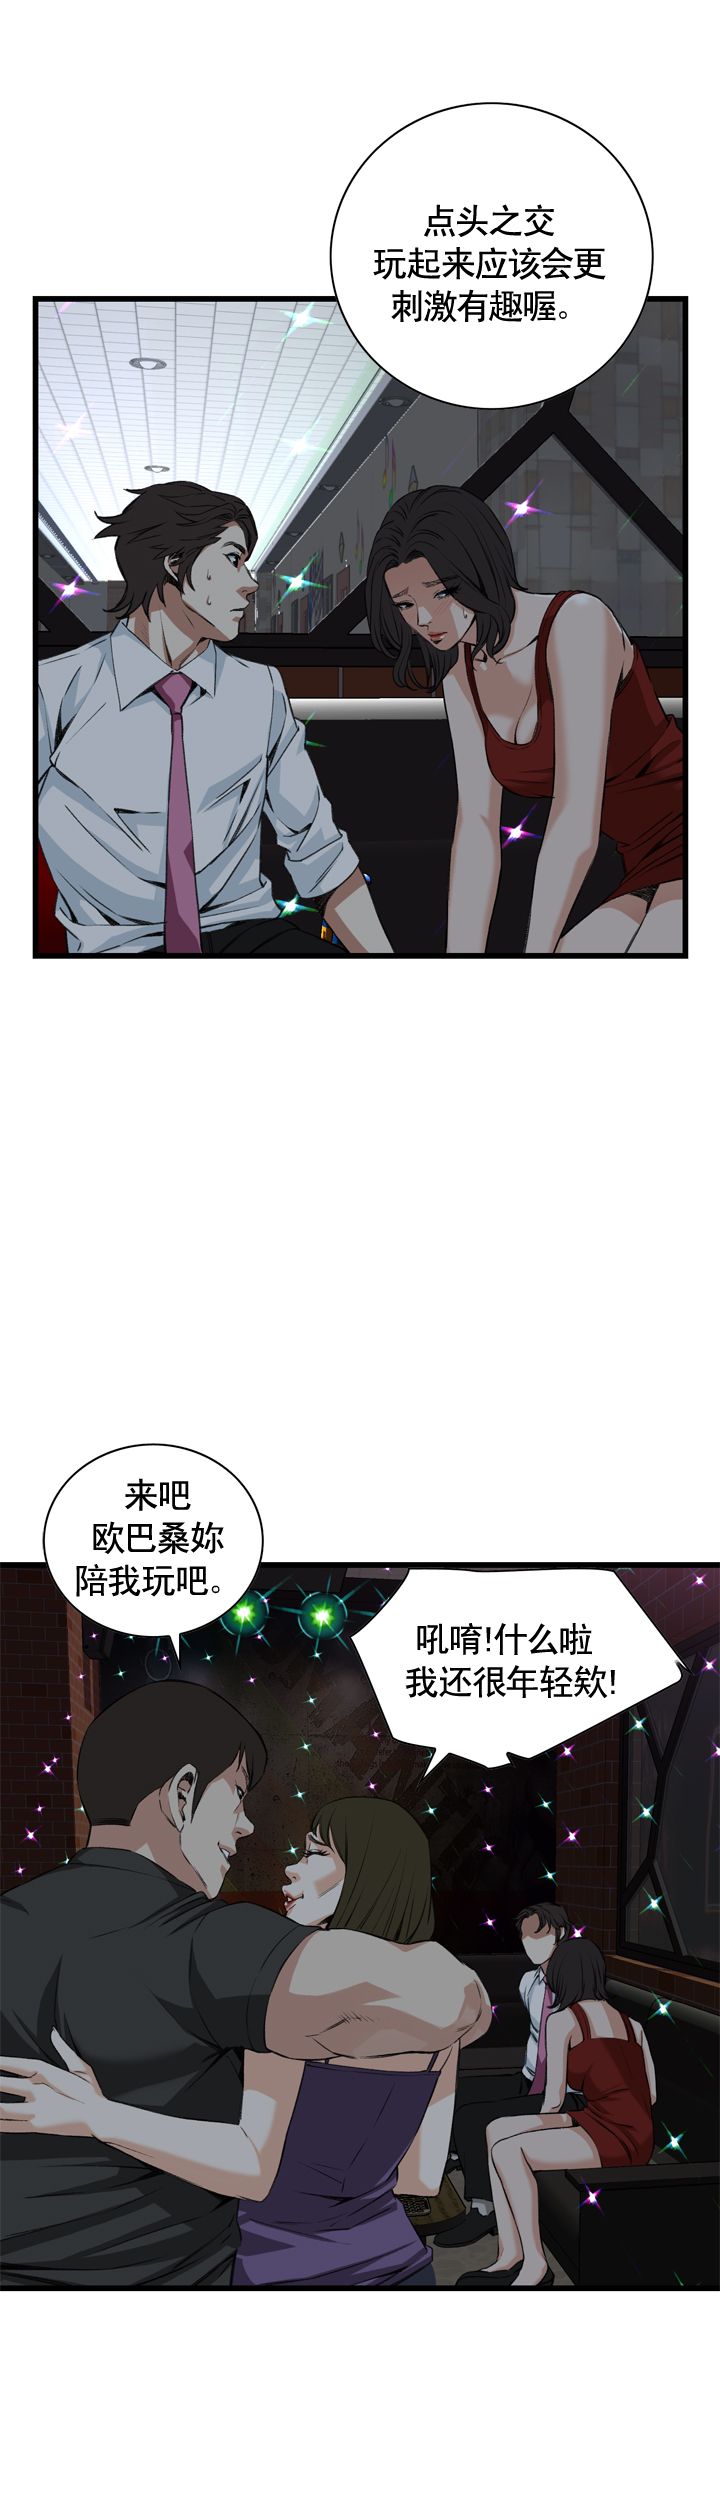 点头之交
玩起来应该会更
刺激有趣喔。
来吧
欧巴桑妳
陪我玩吧。
吼唷!什么啦
我还很年轻欸!